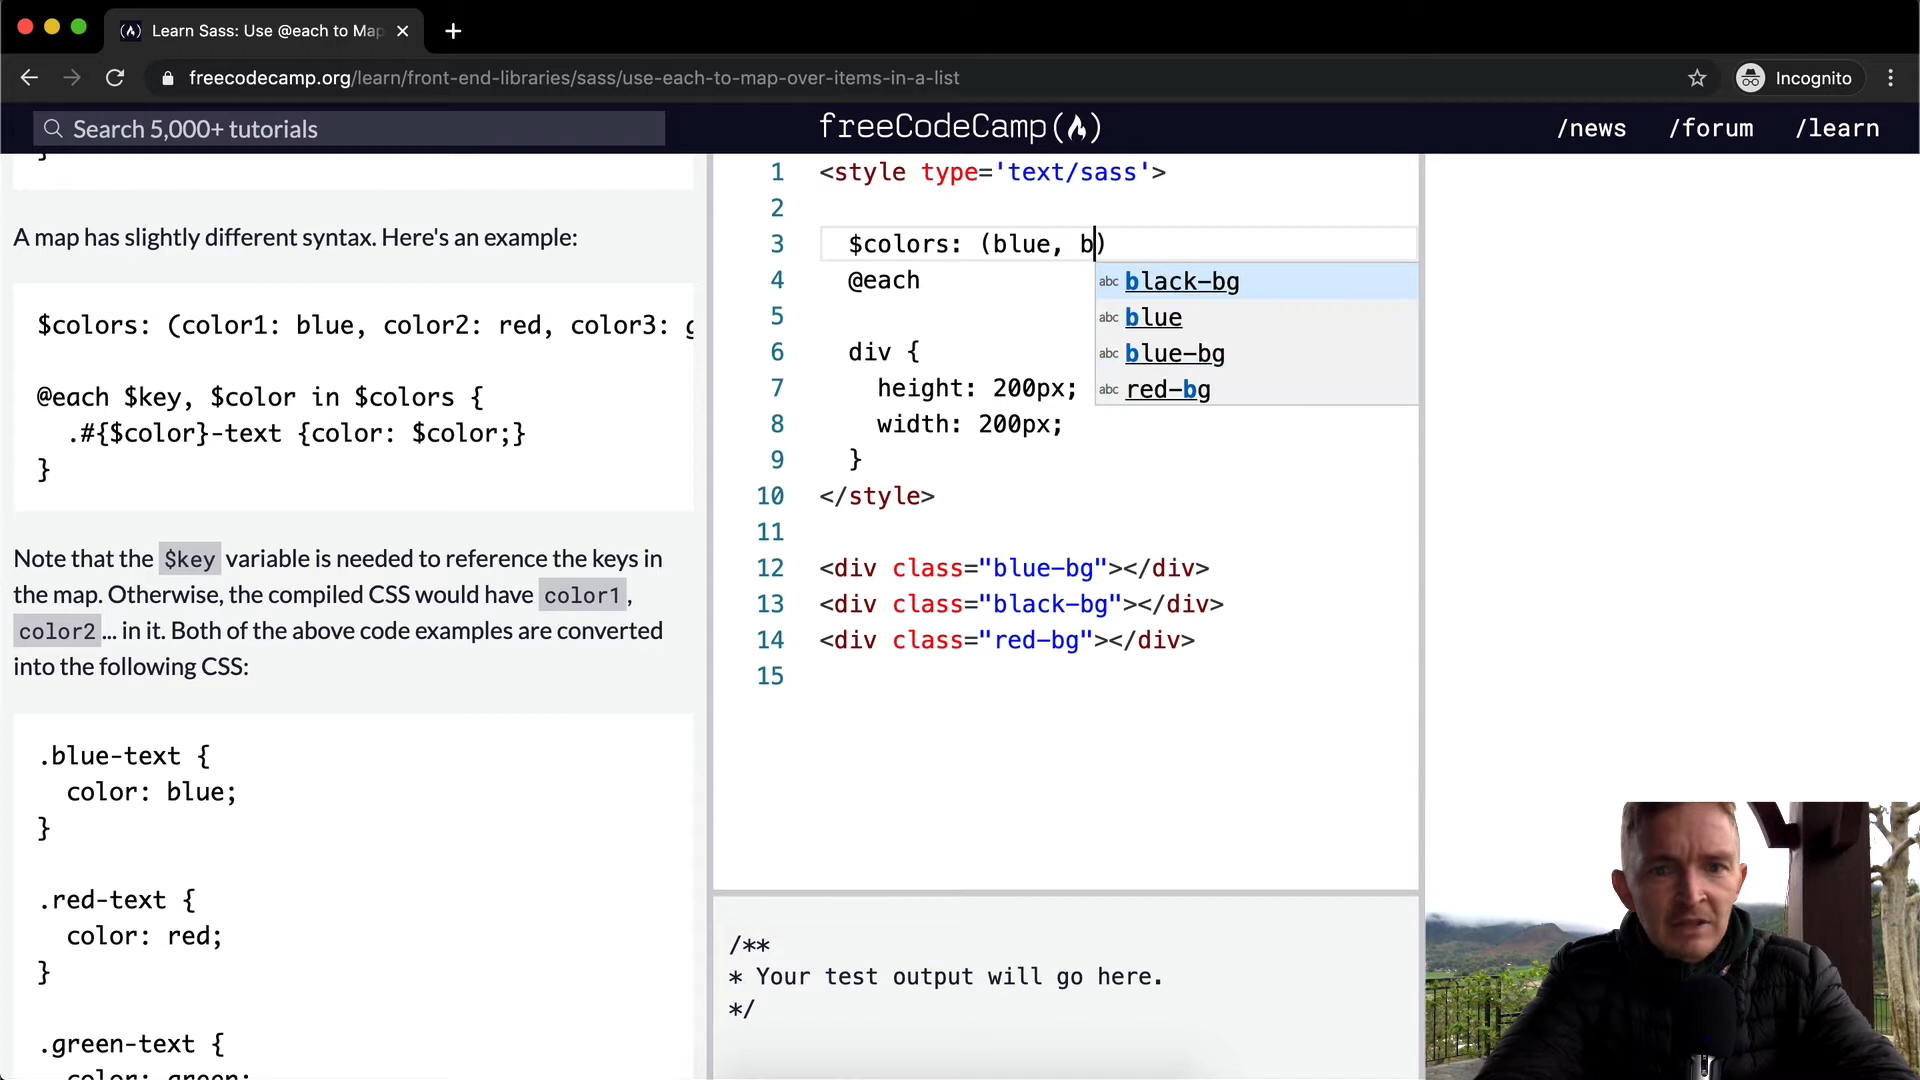 Learn Sass: Use @each to Map
freecodecamp.org/learn/front-end-libraries/sass/use-each-to-map-over-items-in-a-list
Incognito
Search 5,000+ tutorials
freeCodeCamp(🔥)
/news /forum /learn
}
A map has slightly different syntax. Here's an example:
$colors: (color1: blue, color2: red, color3: g
@each $key, $color in $colors {
.#{$color}-text {color: $color;}
}
Note that the $key variable is needed to reference the keys in
the map. Otherwise, the compiled CSS would have color1,
color2... in it. Both of the above code examples are converted
into the following CSS:
.blue-text {
color: blue;
}
.red-text {
color: red;
}
.green-text {
color: green;
1 <style type='text/sass'>
2
3 $colors: (blue, b)
4 @each
5
6 div {
7 height: 200px;
8 width: 200px;
9 }
10 </style>
11
12 <div class="blue-bg"></div>
13 <div class="black-bg"></div>
14 <div class="red-bg"></div>
15
abc black-bg
abc blue
abc blue-bg
abc red-bg
/**
* Your test output will go here.
*/